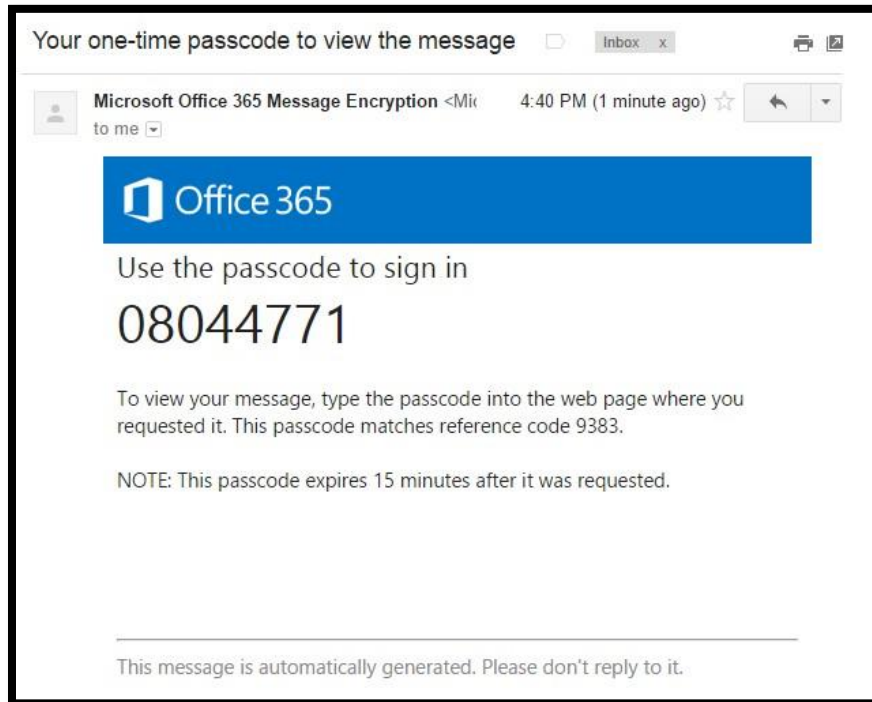 Your one-time passcode to view the message Inbox x
Microsoft Office 365 Message Encryption <Mic 4:40 PM (1 minute ago)
to me
Office 365
Use the passcode to sign in
08044771
To view your message, type the passcode into the web page where you
requested it. This passcode matches reference code 9383.
NOTE: This passcode expires 15 minutes after it was requested.
This message is automatically generated. Please don't reply to it.